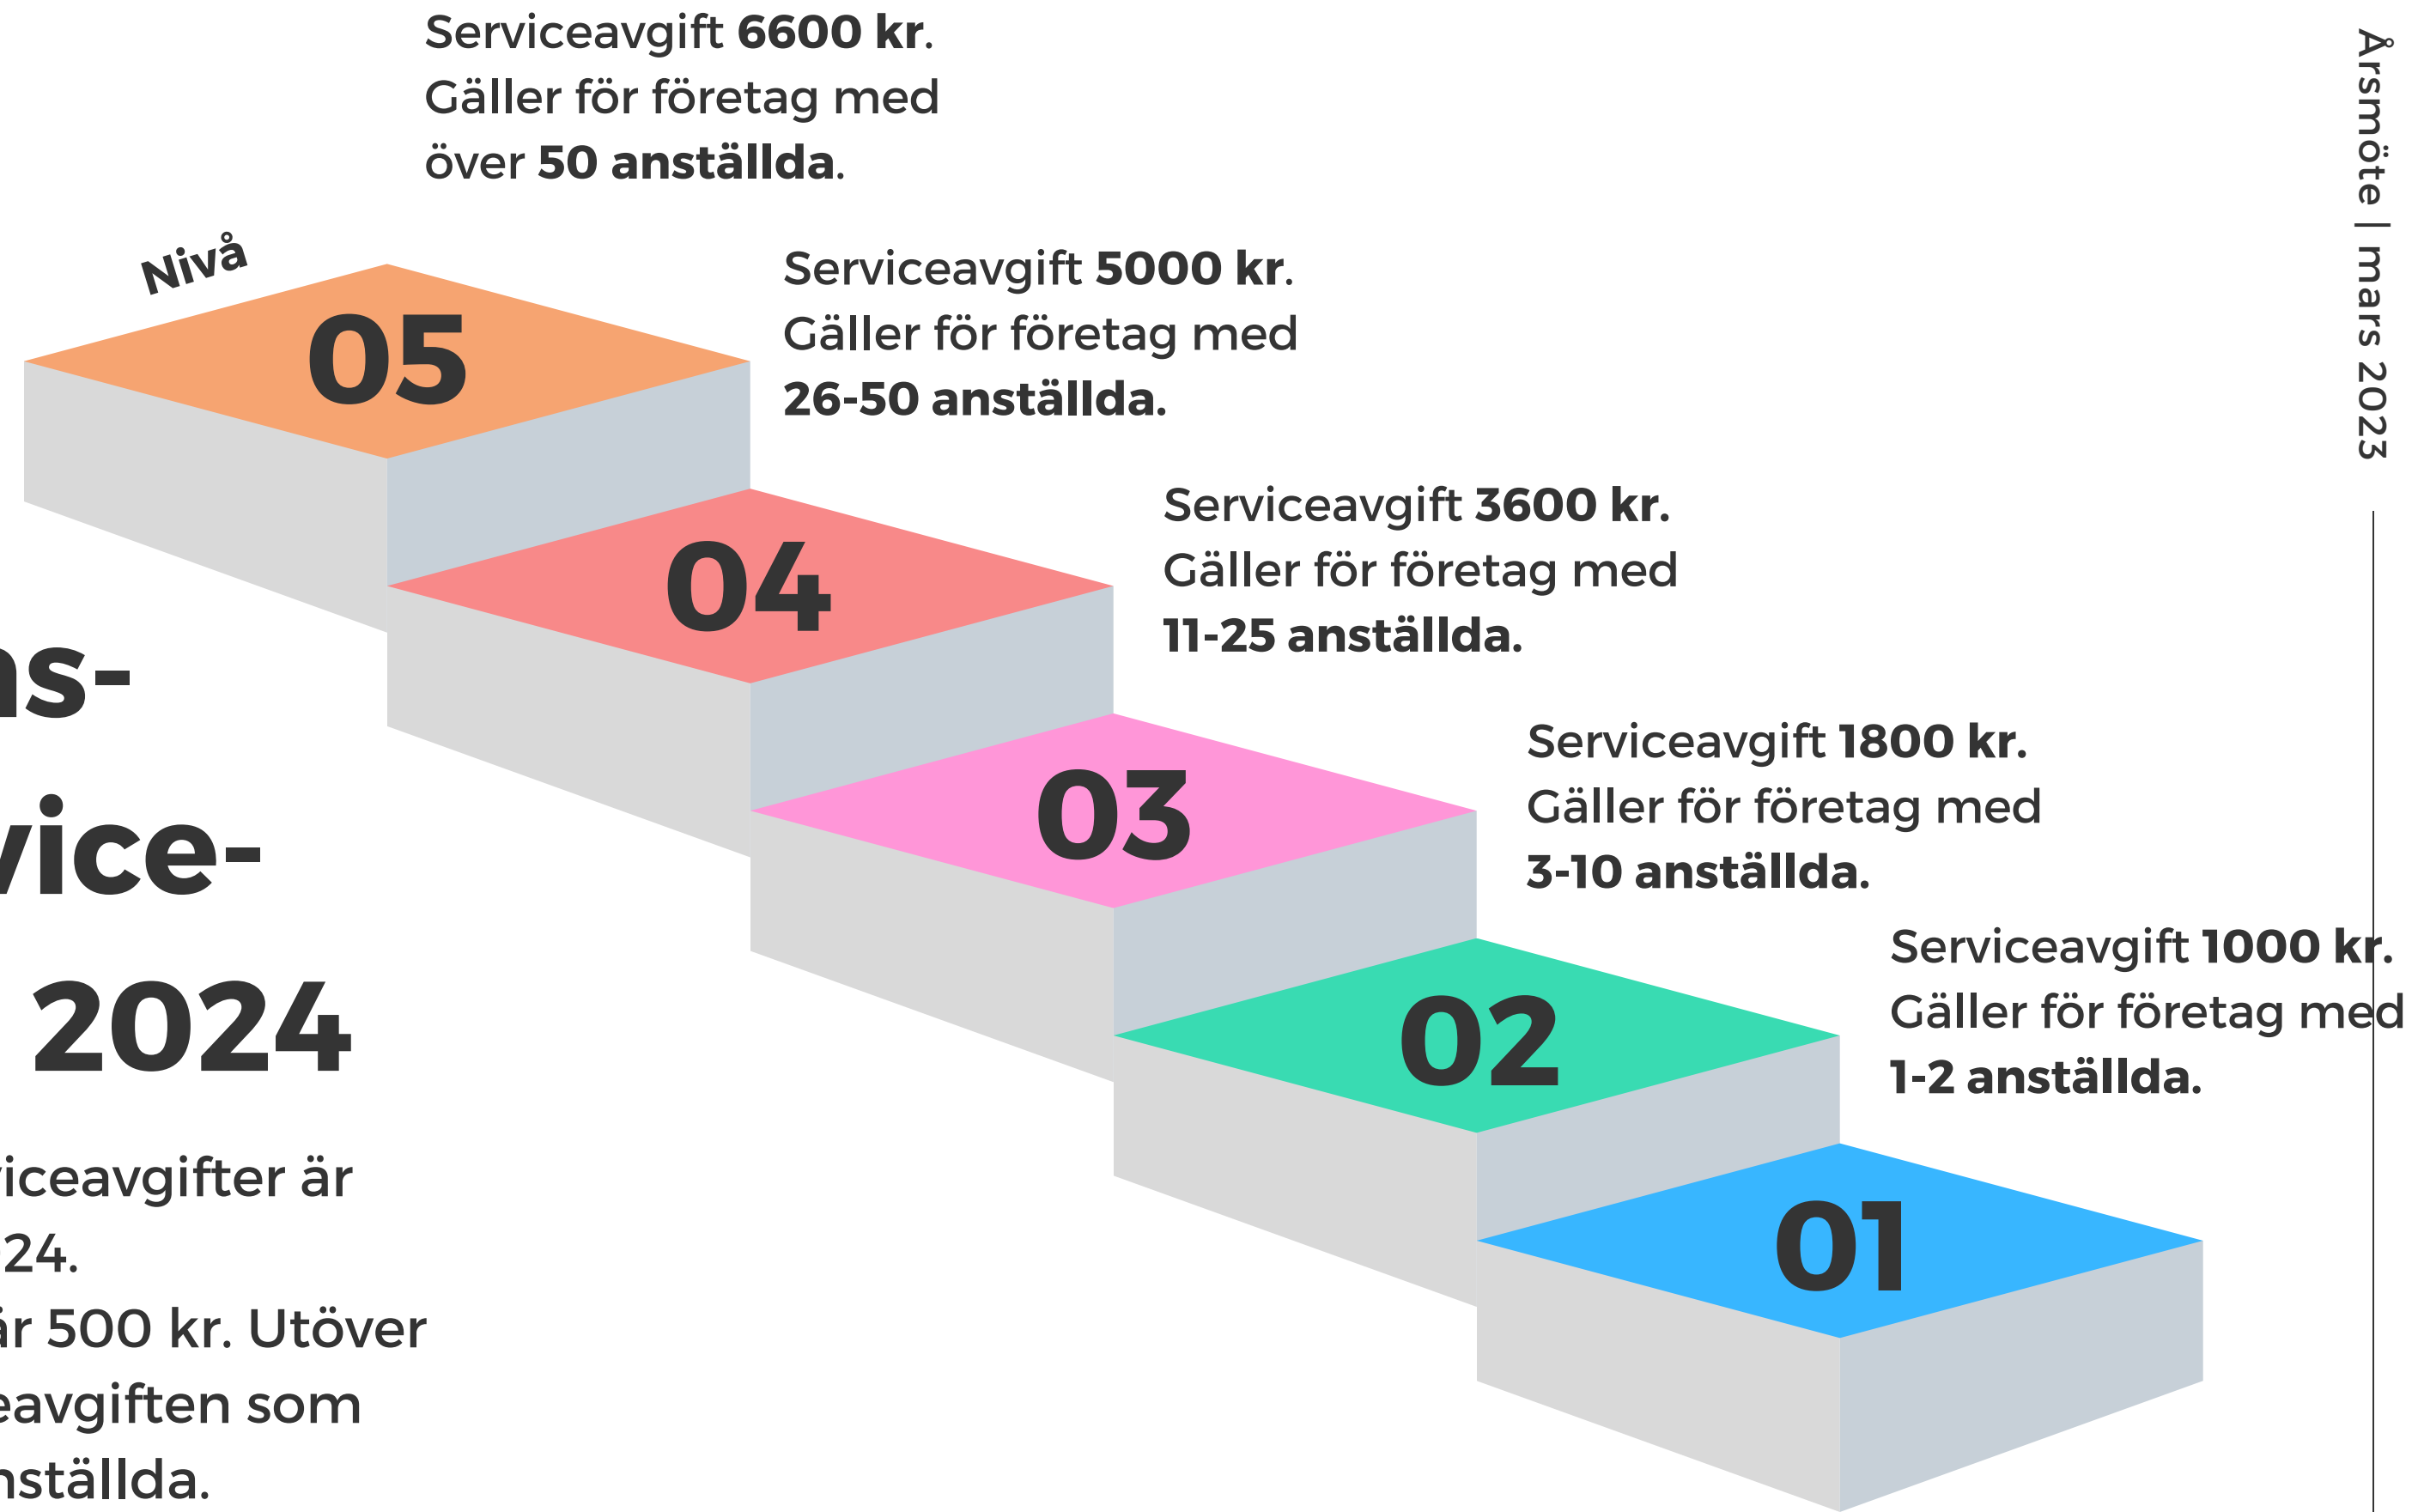 Serviceavgift 6600 kr.
Gäller för företag med
över 50 anställda.
Årsmöte | mars 2023
Nivå
05
Serviceavgift 5000 kr.
Gäller för företag med
26-50 anställda.
04
Serviceavgift 3600 kr.
Gäller för företag med
11-25 anställda.
03
Serviceavgift 1800 kr.
Gäller för företag med
3-10 anställda.
02
Serviceavgift 1000 kr.
Gäller för företag med
1-2 anställda.
01
2024
är
24.
500 kr. Utöver
som